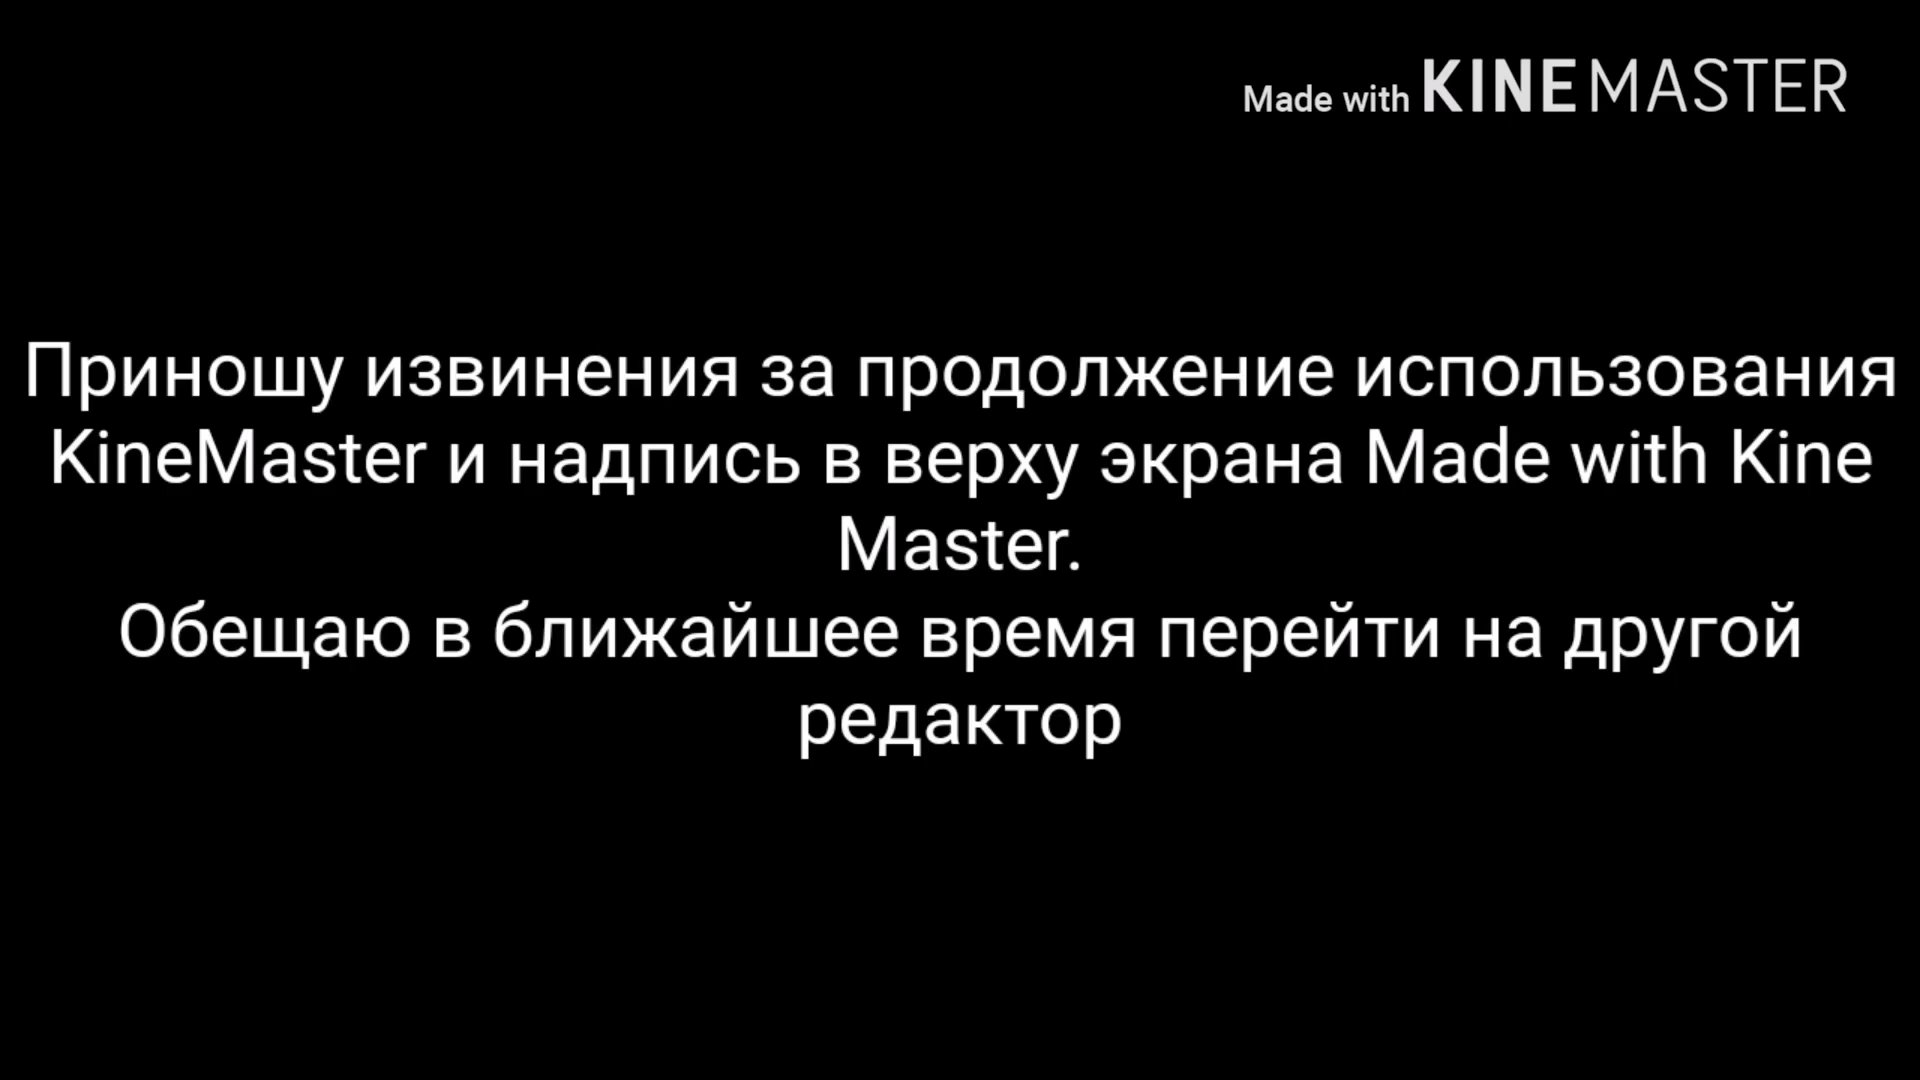 Made with KINEMASTER
Приношу извинения за продолжение использования
KineMaster и надпись в верху экрана Made with Kine
Master.
Обещаю в ближайшее время перейти на другой
редактор